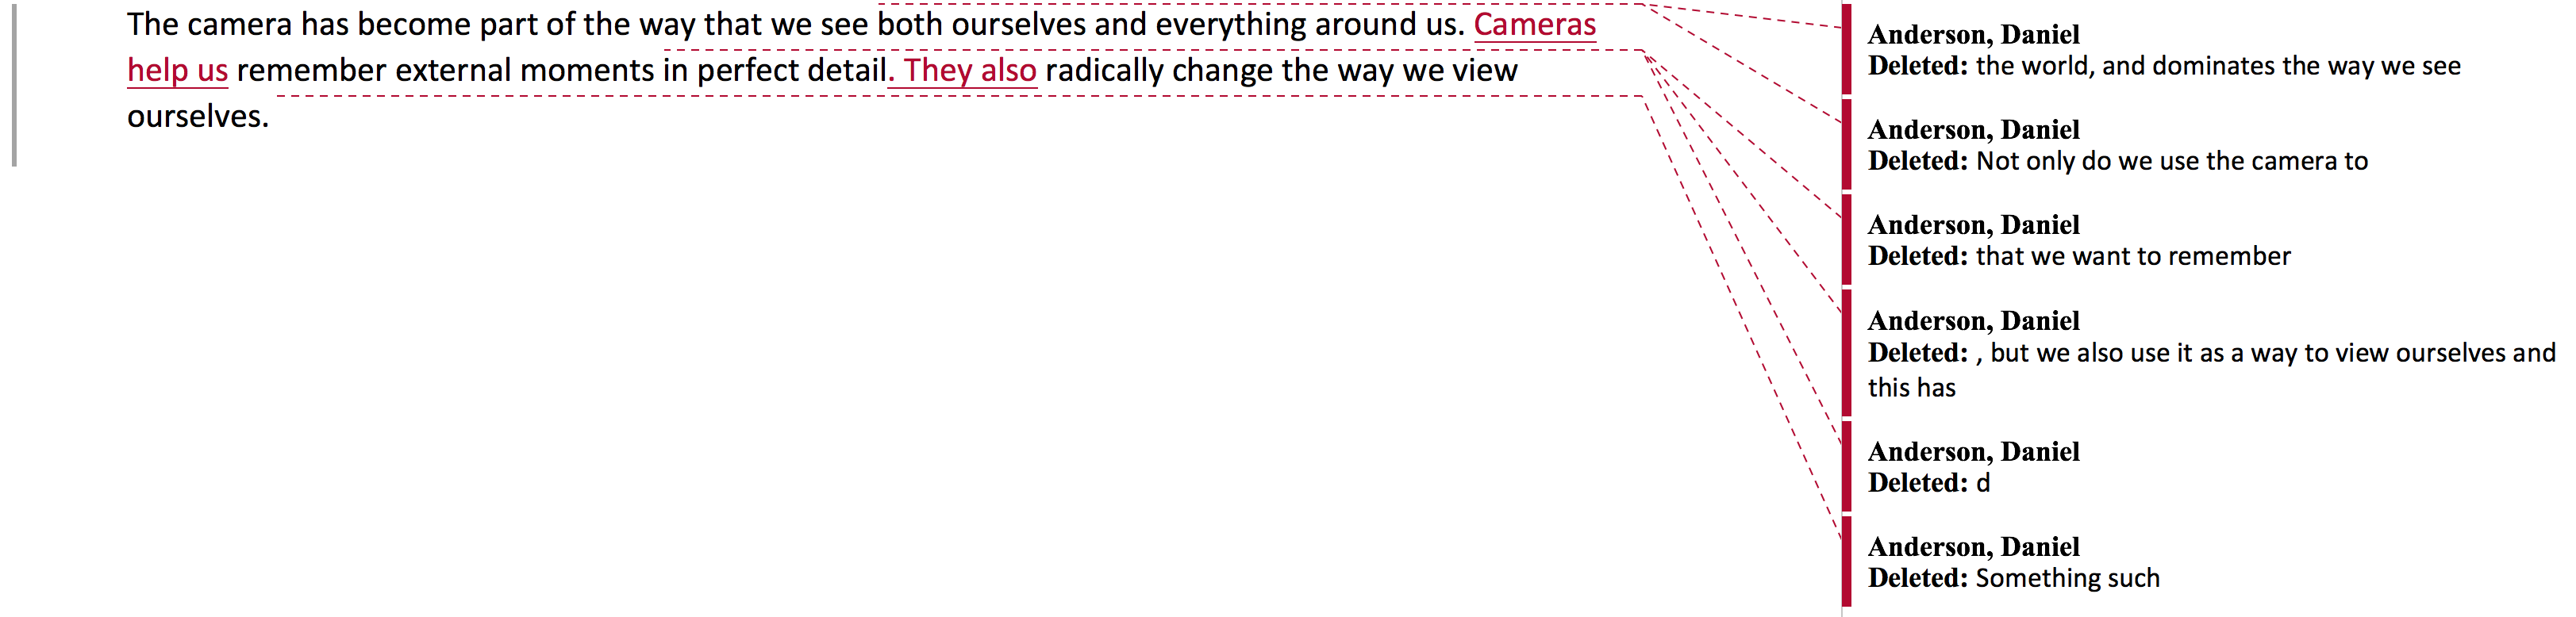 The camera has become part of the way that we see both ourselves and everything around us. Cameras
help us remember external moments in perfect detail. They also radically change the way we view
ourselves.
Anderson, Daniel
Deleted: the world, and dominates the way we see
Anderson, Daniel
Deleted: Not only do we use the camera to
Anderson, Daniel
Deleted: that we want to remember
Anderson, Daniel
Deleted: , but we also use it as a way to view ourselves and
this has
Anderson, Daniel
Deleted: d
Anderson, Daniel
Deleted: Something such